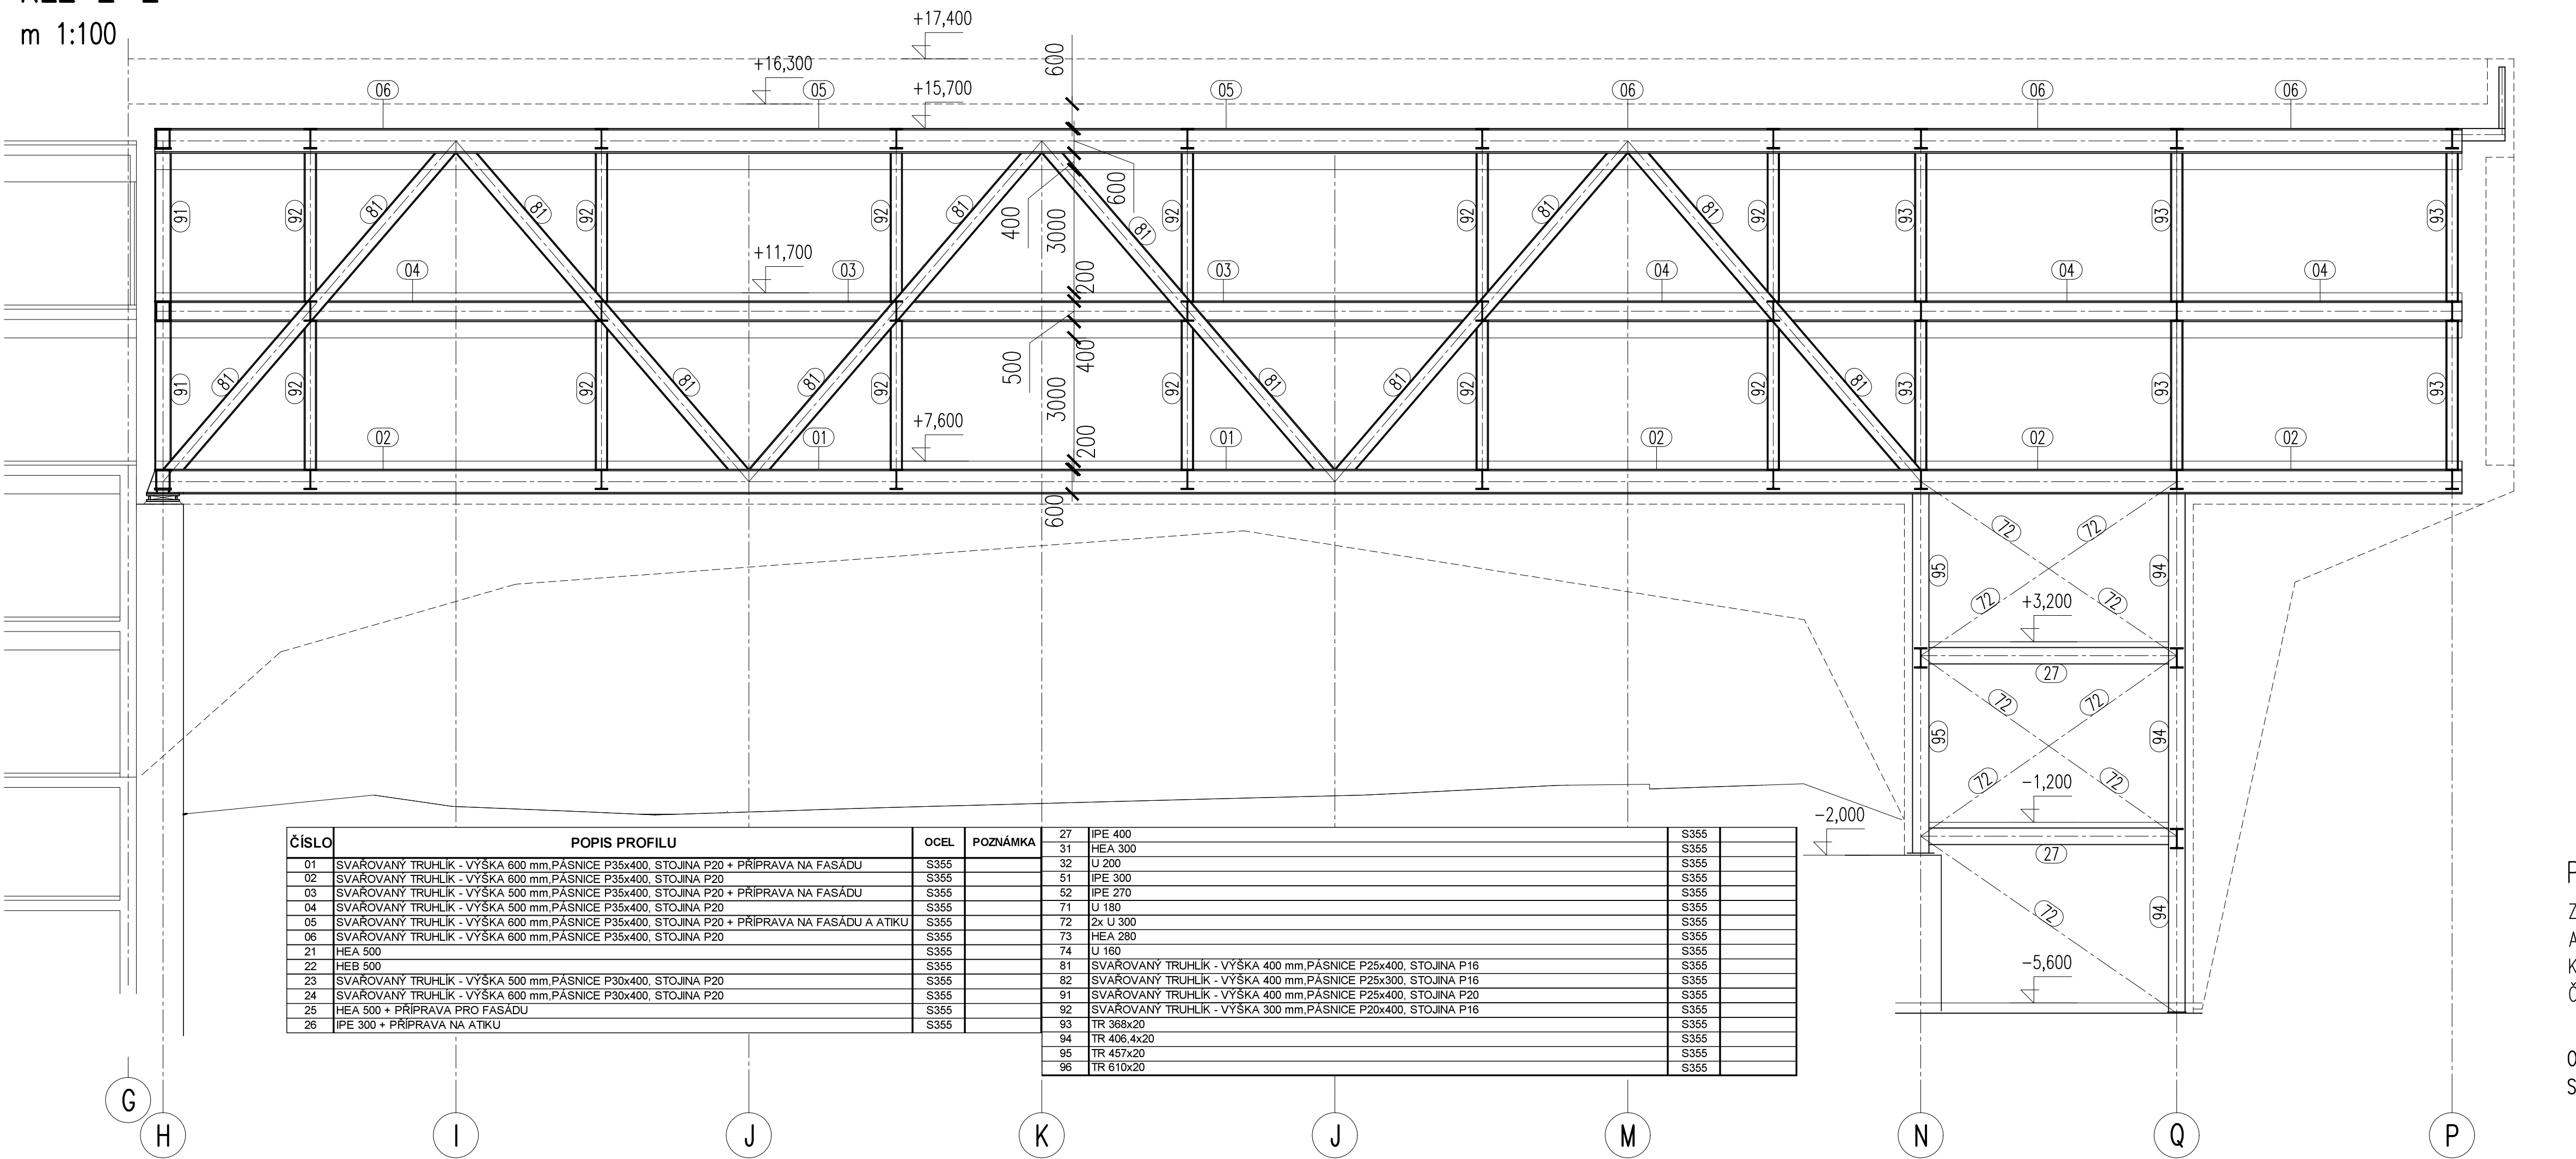 m 1:100
+17,400
+16,300
+15,700
600
06 05 05 06 06 06
600
400
3000
91 92 81 81 92 92 81 81 92 92 81 81 92 93 93 93
+11,700
200
04 03 03 04 04 04
500
400
3000
91 81 92 92 81 81 92 92 81 81 92 92 81 93 93 93
+7,600
200
02 01 01 02 02 02
600
72 72
95 94
72 72
+3,200
27
72 72
95 94
72 72
-1,200
-2,000
27
72 94
-5,600
ČÍSLO POPIS PROFILU OCEL POZNÁMKA
01 SVAŘOVANÝ TRUHLÍK - VÝŠKA 600 mm,PÁSNICE P35x400, STOJINA P20 + PŘÍPRAVA NA FASÁDU S355
02 SVAŘOVANÝ TRUHLÍK - VÝŠKA 600 mm,PÁSNICE P35x400, STOJINA P20 S355
03 SVAŘOVANÝ TRUHLÍK - VÝŠKA 500 mm,PÁSNICE P35x400, STOJINA P20 + PŘÍPRAVA NA FASÁDU S355
04 SVAŘOVANÝ TRUHLÍK - VÝŠKA 500 mm,PÁSNICE P35x400, STOJINA P20 S355
05 SVAŘOVANÝ TRUHLÍK - VÝŠKA 600 mm,PÁSNICE P35x400, STOJINA P20 + PŘÍPRAVA NA FASÁDU A ATIKU S355
06 SVAŘOVANÝ TRUHLÍK - VÝŠKA 600 mm,PÁSNICE P35x400, STOJINA P20 S355
21 HEA 500 S355
22 HEB 500 S355
23 SVAŘOVANÝ TRUHLÍK - VÝŠKA 500 mm,PÁSNICE P30x400, STOJINA P20 S355
24 SVAŘOVANÝ TRUHLÍK - VÝŠKA 600 mm,PÁSNICE P30x400, STOJINA P20 S355
25 HEA 500 + PŘÍPRAVA PRO FASÁDU S355
26 IPE 300 + PŘÍPRAVA NA ATIKU S355
27 IPE 400 S355
31 HEA 300 S355
32 U 200 S355
51 IPE 300 S355
52 IPE 270 S355
71 U 180 S355
72 2x U 300 S355
73 HEA 280 S355
74 U 160 S355
81 SVAŘOVANÝ TRUHLÍK - VÝŠKA 400 mm,PÁSNICE P25x400, STOJINA P16 S355
82 SVAŘOVANÝ TRUHLÍK - VÝŠKA 400 mm,PÁSNICE P25x300, STOJINA P16 S355
91 SVAŘOVANÝ TRUHLÍK - VÝŠKA 400 mm,PÁSNICE P25x400, STOJINA P20 S355
92 SVAŘOVANÝ TRUHLÍK - VÝŠKA 300 mm,PÁSNICE P20x400, STOJINA P16 S355
93 TR 368x20 S355
94 TR 406,4x20 S355
95 TR 457x20 S355
96 TR 610x20 S355
G
H I J K J M N Q P